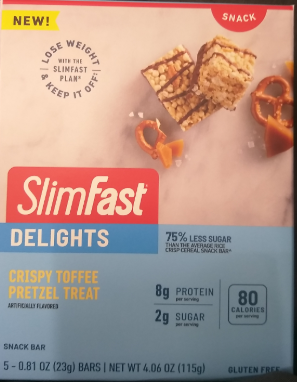 NEW!
SNACK
LOSE WEIGHT
WITH THE
SLIMFAST
PLAN*
& KEEP IT OFF!
SlimFast
DELIGHTS
75% LESS SUGAR
THAN THE AVERAGE RICE
CRISP CEREAL SNACK BAR*
CRISPY TOFFEE
PRETZEL TREAT
ARTIFICIALLY FLAVORED
8g PROTEIN
per serving
2g SUGAR
per serving
80
CALORIES
per serving
SNACK BAR
5 - 0.81 OZ (23g) BARS | NET WT 4.06 OZ (115g)
GLUTEN FREE